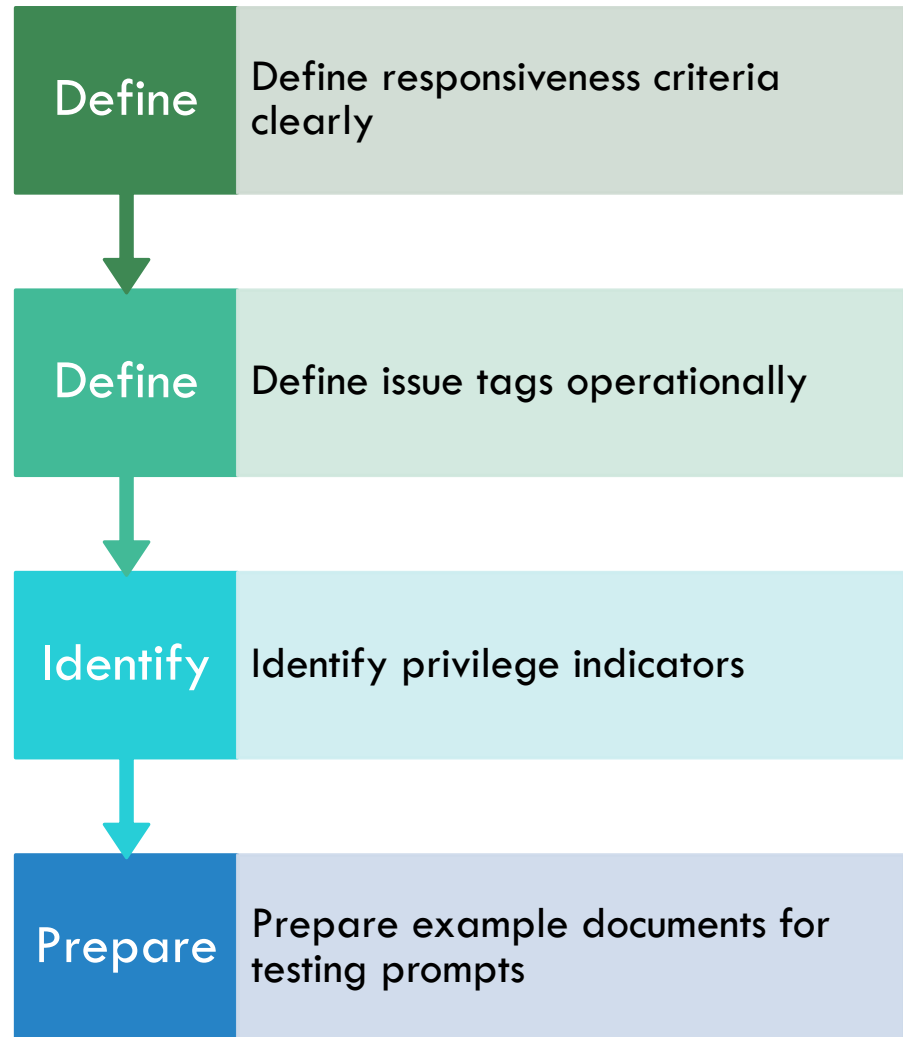 Define
Define responsiveness criteria
clearly
Define
Define issue tags operationally
Identify
Identify privilege indicators
Prepare
Prepare example documents for
testing prompts